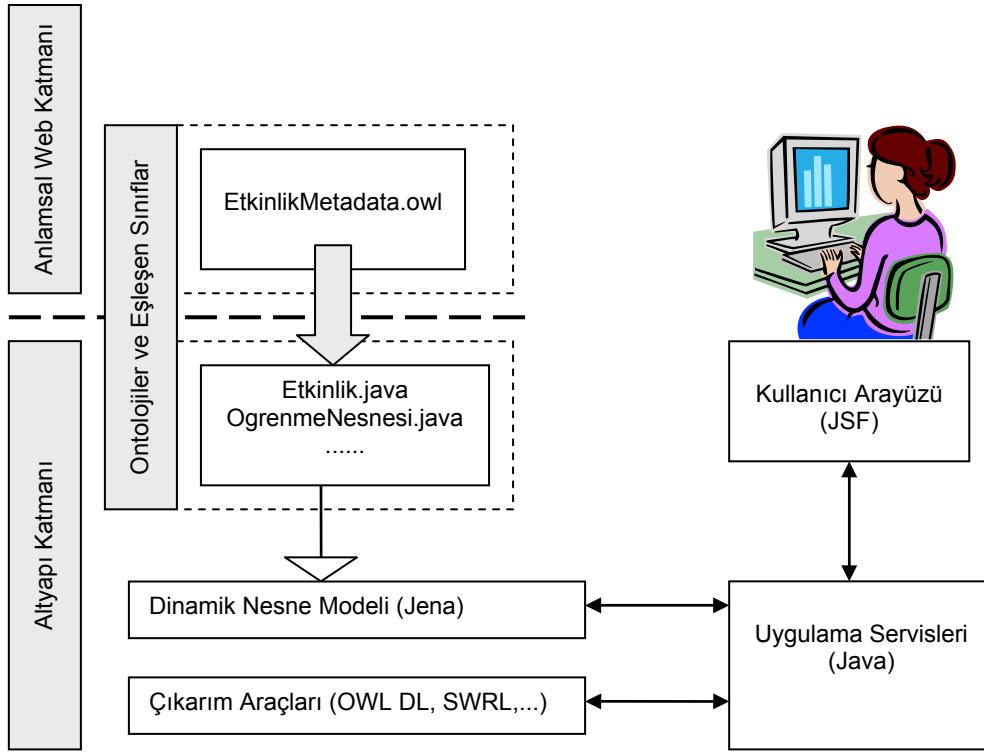 Anlamsal Web Katmanı
Ontolojiler ve Eşleşen Sınıflar
EtkinlikMetadata.owl
Etkinlik.java
OgrenmeNesnesi.java
......
Kullanıcı Arayüzü
(JSF)
Altyapı Katmanı
Dinamik Nesne Modeli (Jena)
Uygulama Servisleri
(Java)
Çıkarım Araçları (OWL DL, SWRL,...)